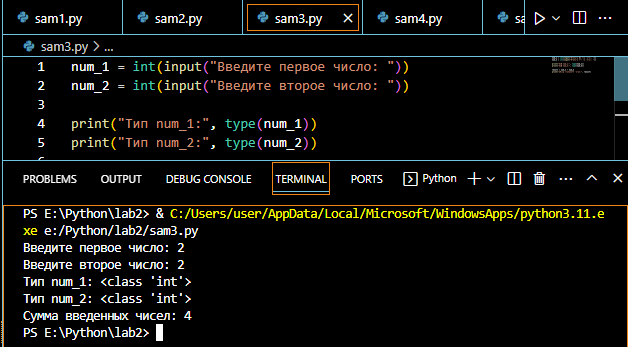 sam1.py sam2.py sam3.py sam4.py sa
sam3.py > ...
1 num_1 = int(input("Введите первое число: "))
2 num_2 = int(input("Введите второе число: "))
3
4 print("Тип num_1:", type(num_1))
5 print("Тип num_2:", type(num_2))
6
PROBLEMS OUTPUT DEBUG CONSOLE TERMINAL PORTS Python
PS E:\Python\lab2> & C:/Users/user/AppData/Local/Microsoft/WindowsApps/python3.11.e
xe e:/Python/lab2/sam3.py
Введите первое число: 2
Введите второе число: 2
Тип num_1: <class 'int'>
Тип num_2: <class 'int'>
Сумма введенных чисел: 4
PS E:\Python\lab2>